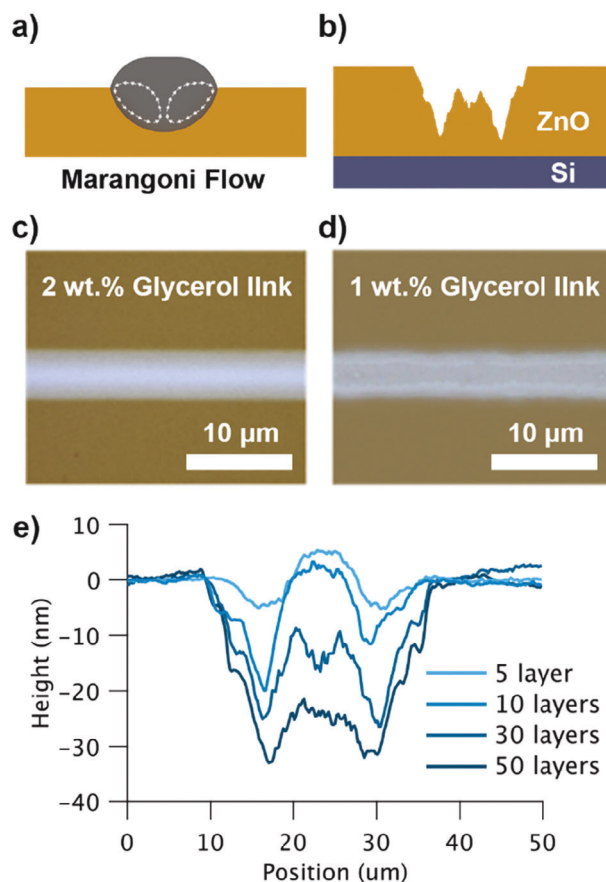 a)
b)
ZnO
Si
Marangoni Flow
c)
d)
2 wt.% Glycerol IInk
1 wt.% Glycerol IInk
10 μm
10 μm
e)
10
0
-10
-20
-30
-40
Height (nm)
5 layer
10 layers
30 layers
50 layers
0
10
20
30
40
50
Position (um)